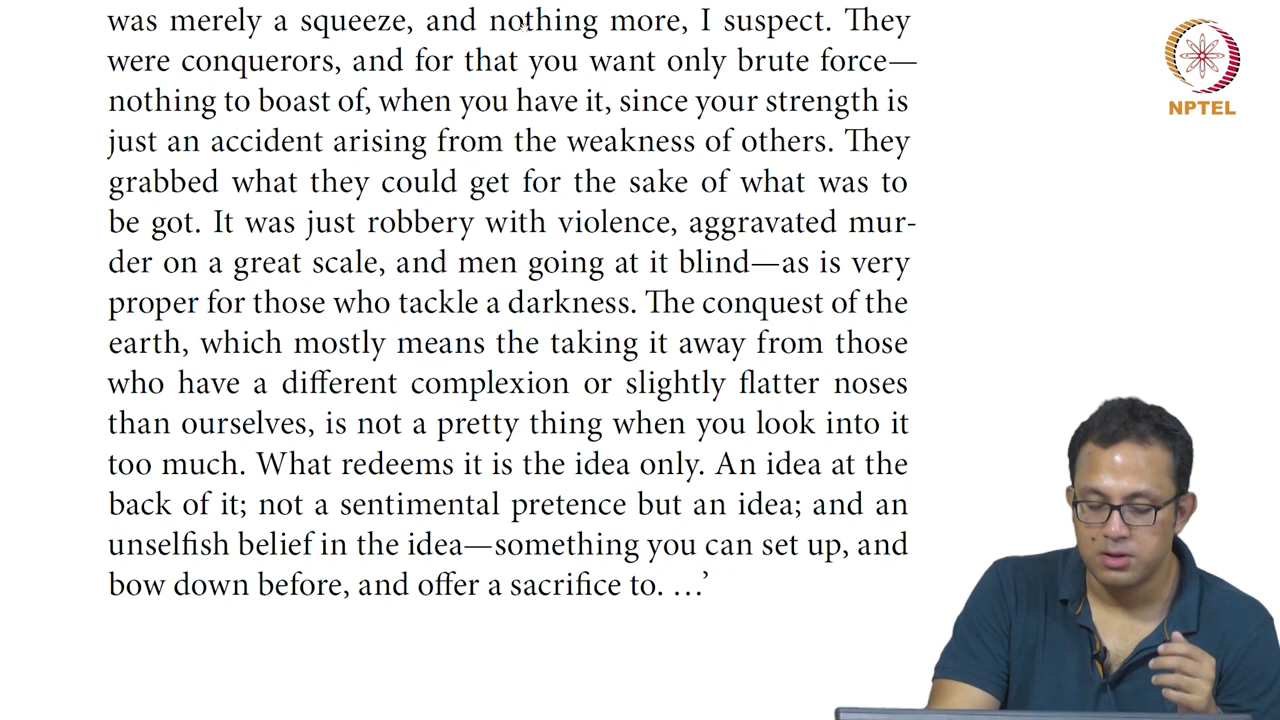 was merely a squeeze, and nothing more, I suspect. They
were conquerors, and for that you want only brute force—
nothing to boast of, when you have it, since your strength is
just an accident arising from the weakness of others. They
grabbed what they could get for the sake of what was to
be got. It was just robbery with violence, aggravated mur-
der on a great scale, and men going at it blind—as is very
proper for those who tackle a darkness. The conquest of the
earth, which mostly means the taking it away from those
who have a different complexion or slightly flatter noses
than ourselves, is not a pretty thing when you look into it
too much. What redeems it is the idea only. An idea at the
back of it; not a sentimental pretence but an idea; and an
unselfish belief in the idea—something you can set up, and
bow down before, and offer a sacrifice to. …’
NPTEL